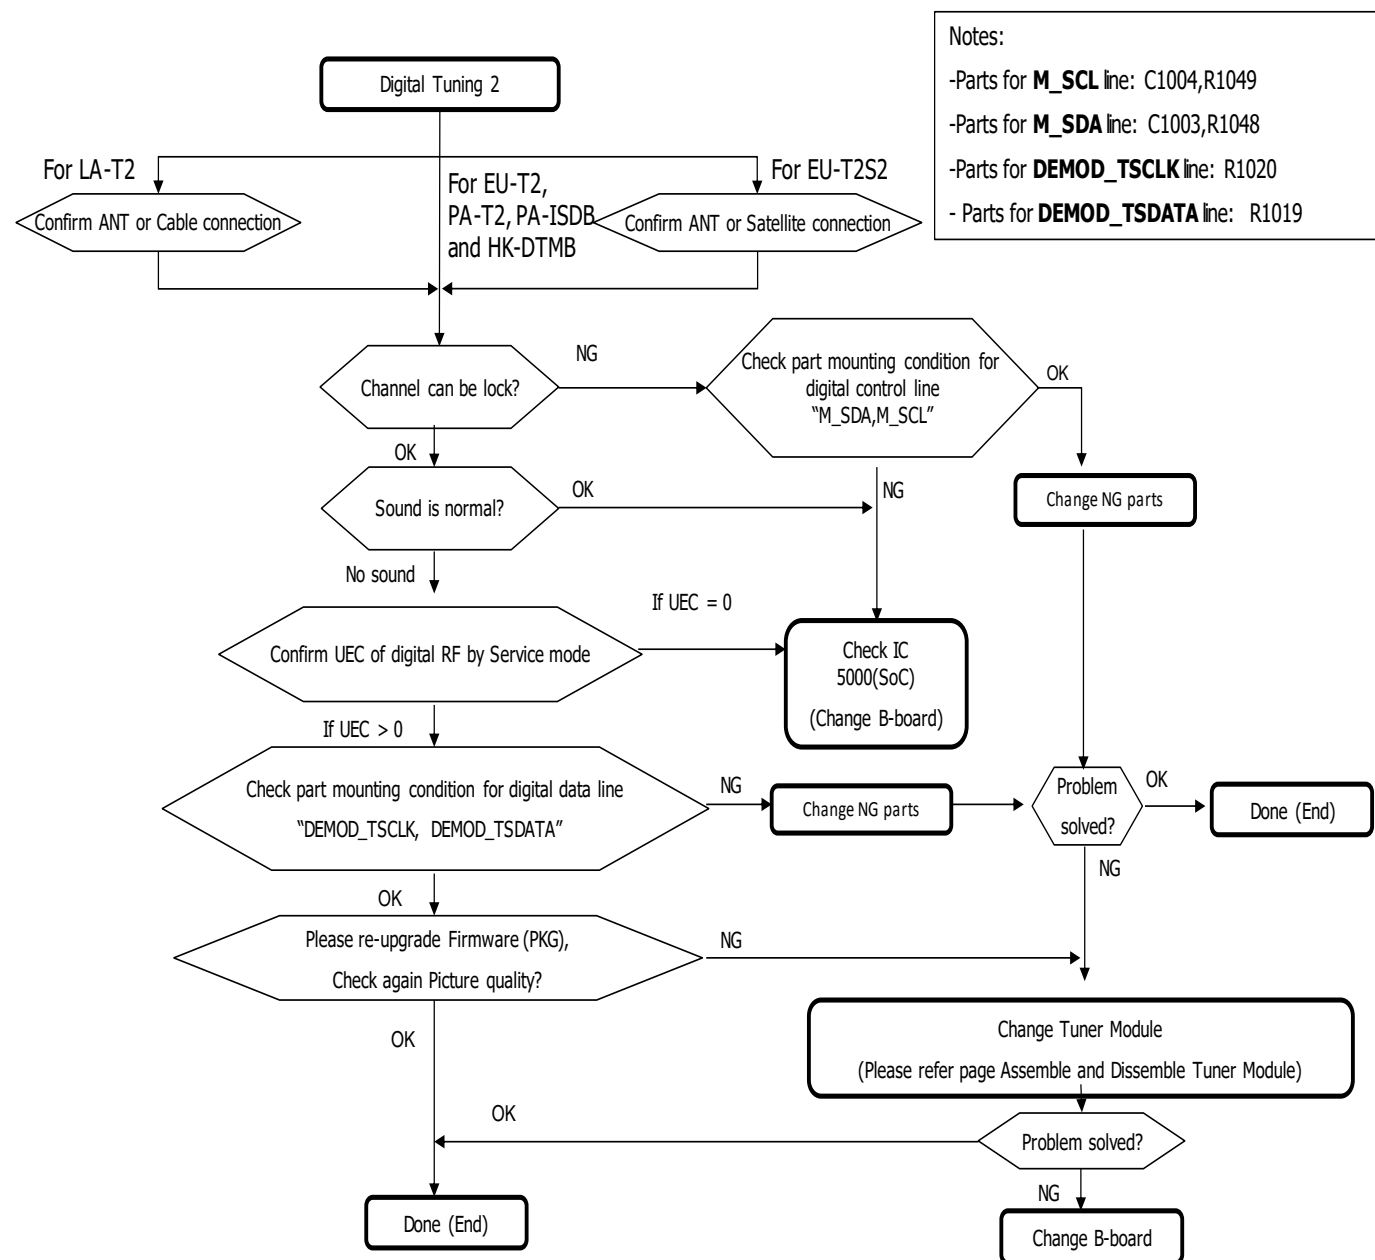 Notes:
-Parts for M_SCL line: C1004,R1049
-Parts for M_SDA line: C1003,R1048
-Parts for DEMOD_TSCLK line: R1020
- Parts for DEMOD_TSDATA line: R1019
Digital Tuning 2
For LA-T2
For EU-T2,
PA-T2, PA-ISDB
and HK-DTMB
For EU-T2S2
Confirm ANT or Cable connection
Confirm ANT or Satellite connection
Channel can be lock?
NG
Check part mounting condition for
digital control line
“M_SDA,M_SCL”
OK
OK
Sound is normal?
OK
NG
Change NG parts
No sound
Confirm UEC of digital RF by Service mode
If UEC = 0
Check IC
5000(SoC)
(Change B-board)
If UEC > 0
Check part mounting condition for digital data line
“DEMOD_TSCLK, DEMOD_TSDATA”
NG
Change NG parts
Problem
solved?
OK
Done (End)
NG
OK
Please re-upgrade Firmware (PKG),
Check again Picture quality?
NG
OK
Change Tuner Module
(Please refer page Assemble and Dissemble Tuner Module)
OK
Problem solved?
NG
Done (End)
Change B-board